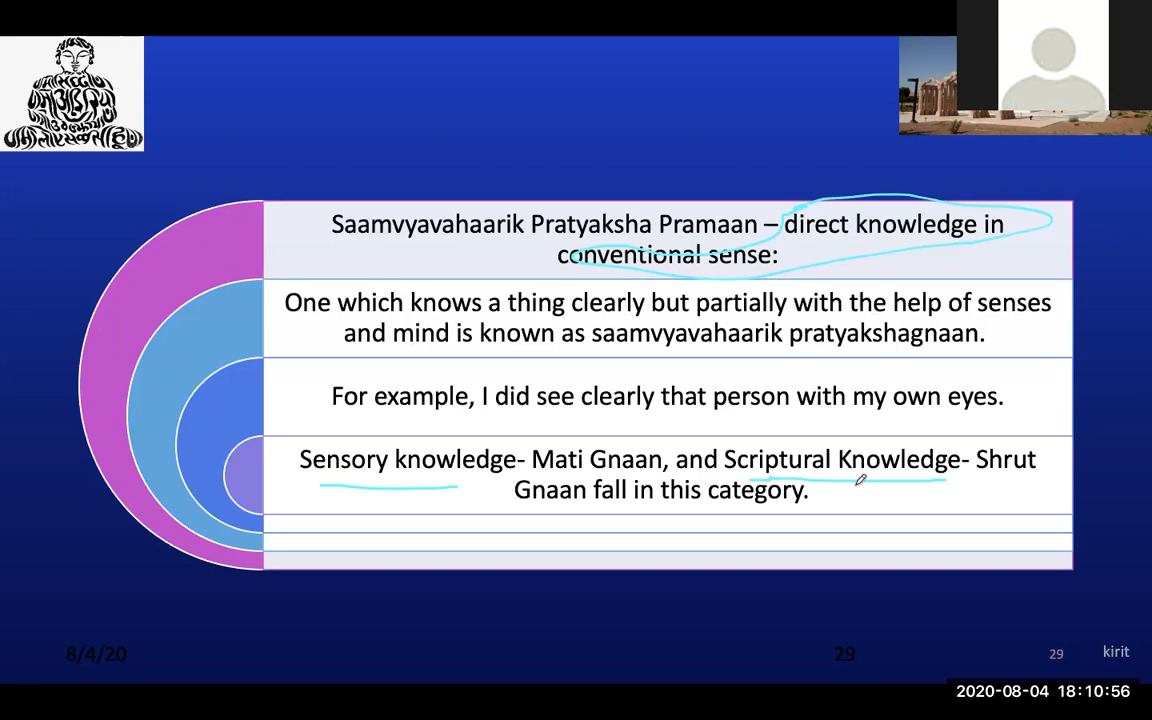 Saamvyavahaarik Pratyaksha Pramaan – direct knowledge in
conventional sense:
One which knows a thing clearly but partially with the help of senses
and mind is known as saamvyavahaarik pratyakshagnaan.
For example, I did see clearly that person with my own eyes.
Sensory knowledge- Mati Gnaan, and Scriptural Knowledge- Shrut
Gnaan fall in this category.
8/4/20
29
29
kirit
2020-08-04 18:10:56